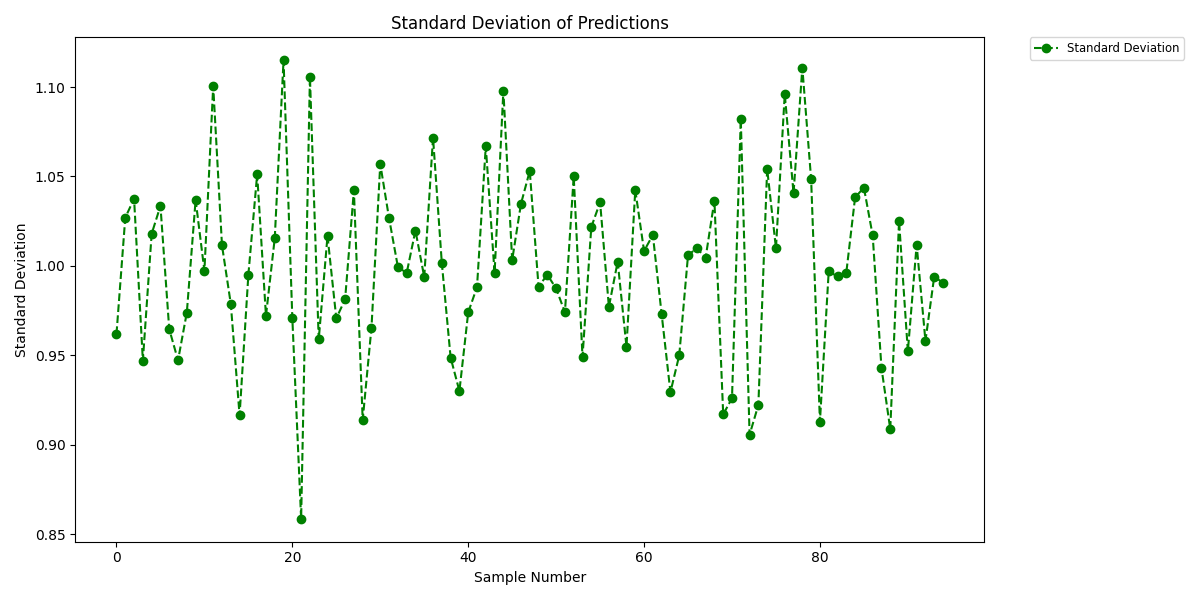 Standard Deviation of Predictions
Standard Deviation
1.10
1.05
1.00
0.95
0.90
0.85
Standard Deviation
0
20
40
60
80
Sample Number